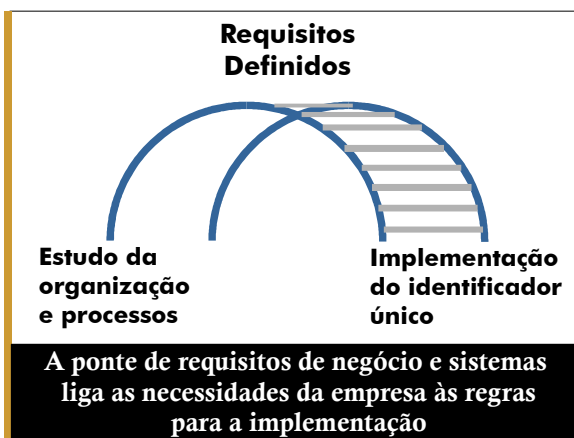 Requisitos
Definidos
Estudo da
organização
e processos
Implementação
do identificador
único
A ponte de requisitos de negócio e sistemas
liga as necessidades da empresa às regras
para a implementação